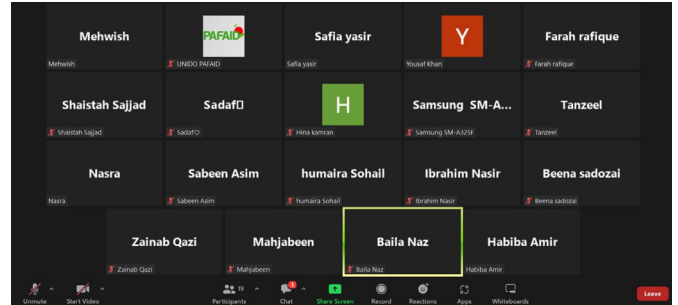 Mehwish
Mehwish
PAFAID
UNIDO PAFAID
Safia yasir
Safia yasir
Y
Yousaf Khan
Farah rafique
Farah rafique
Shaistah Sajjad
Shaistah Sajjad
Sadaf
Sadaf♡
H
Hina kamran
Samsung SM-A...
Samsung SM-A325F
Tanzeel
Tanzeel
Nasra
Nasra
Sabeen Asim
Sabeen Asim
humaira Sohail
humaira Sohail
Ibrahim Nasir
Ibrahim Nasir
Beena sadozai
Beena sadozai
Zainab Qazi
Zainab Qazi
Mahjabeen
Mahjabeen
Baila Naz
Baila Naz
Habiba Amir
Habiba Amir
Unmute
Start Video
19
Participants
1
Chat
Share Screen
Record
Reactions
Apps
Whiteboards
Leave